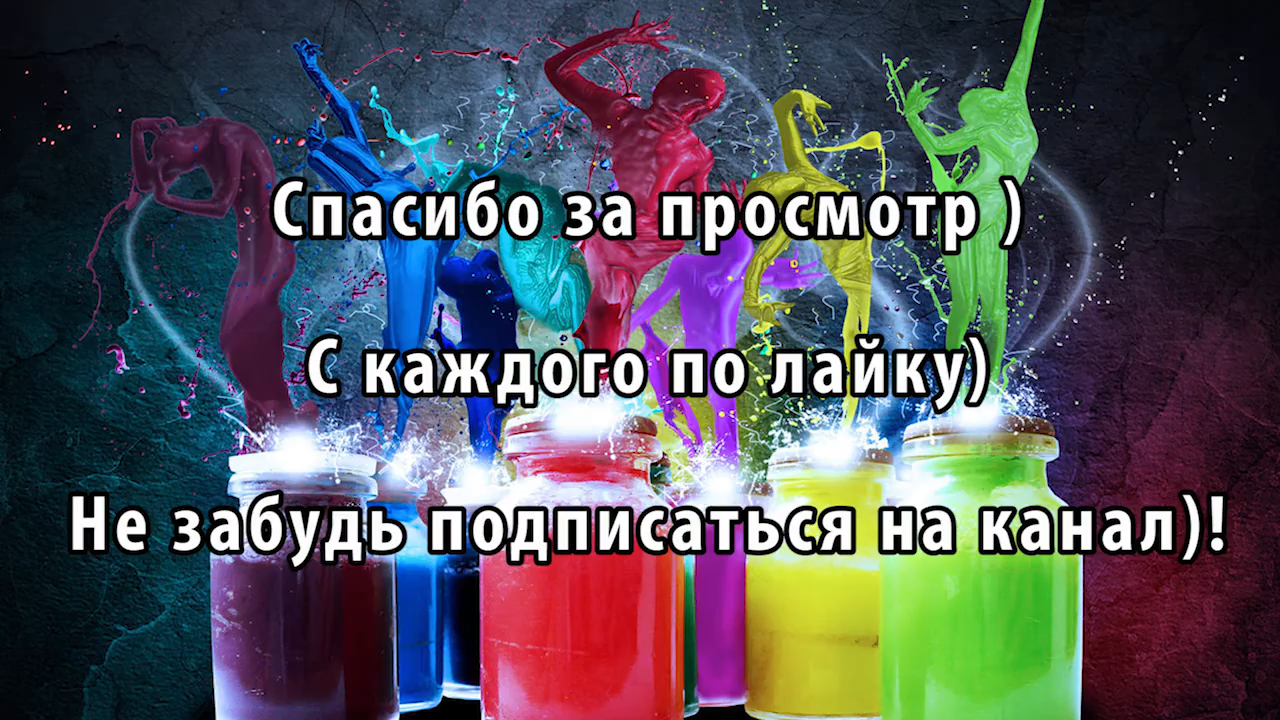 Спасибо за просмотр )
С каждого по лайку)
Не забудь подписаться на канал)!